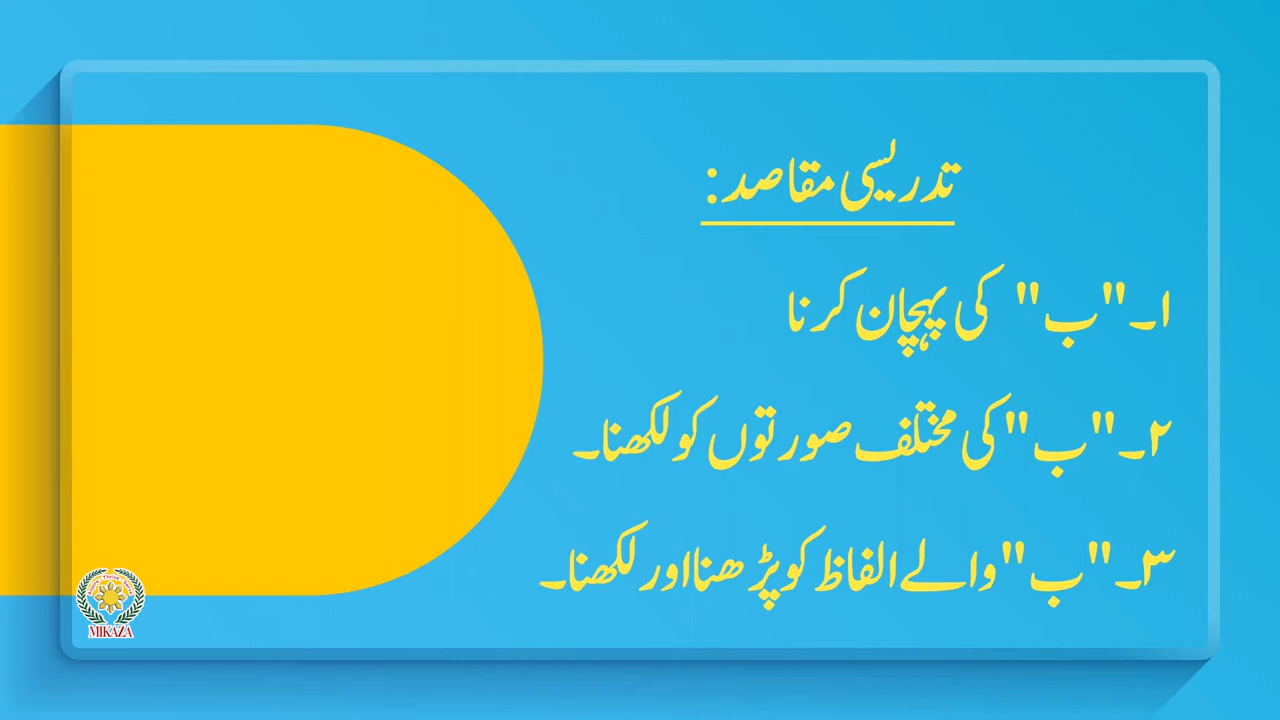 تدریسی مقاصد:
۱۔"ب" کی پہچان کرنا
۲۔"ب"کی مختلف صورتوں کو لکھنا۔
۳۔"ب"والے الفاظ کو پڑھنا اور لکھنا۔
MIKAZA